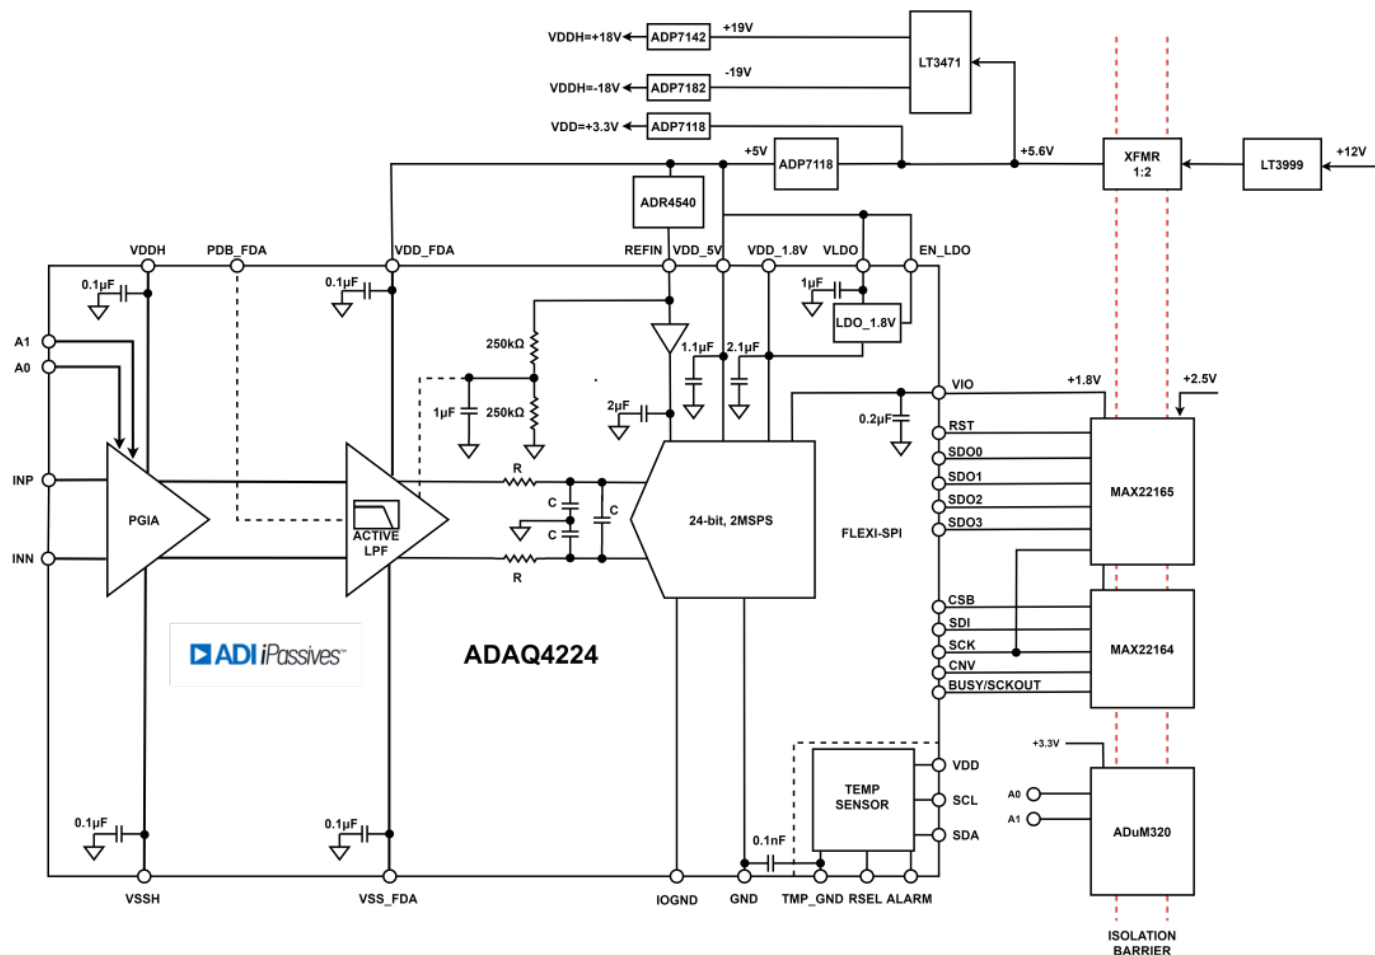 VDDH=+18V
ADP7142
+19V
LT3471
VDDH=-18V
ADP7182
-19V
VDD=+3.3V
ADP7118
+5V
ADP7118
+5.6V
XFMR
1:2
LT3999
+12V
ADR4540
VDDH
PDB_FDA
VDD_FDA
REFIN
VDD_5V
VDD_1.8V
VLDO
EN_LDO
0.1µF
0.1µF
1µF
LDO_1.8V
A1
A0
250kΩ
1.1µF
2.1µF
1µF
250kΩ
2µF
0.2µF
VIO
+1.8V
+2.5V
RST
SDO0
SDO1
SDO2
SDO3
MAX22165
INP
INN
PGIA
ACTIVE
LPF
R
C
C
C
R
24-bit, 2MSPS
FLEXI-SPI
CSB
SDI
SCK
CNV
BUSY/SCKOUT
MAX22164
ADI iPassives™
ADAQ4224
TEMP
SENSOR
VDD
SCL
SDA
+3.3V
A0
A1
ADuM320
0.1µF
0.1µF
0.1nF
VSSH
VSS_FDA
IOGND
GND
TMP_GND
RSEL
ALARM
ISOLATION
BARRIER